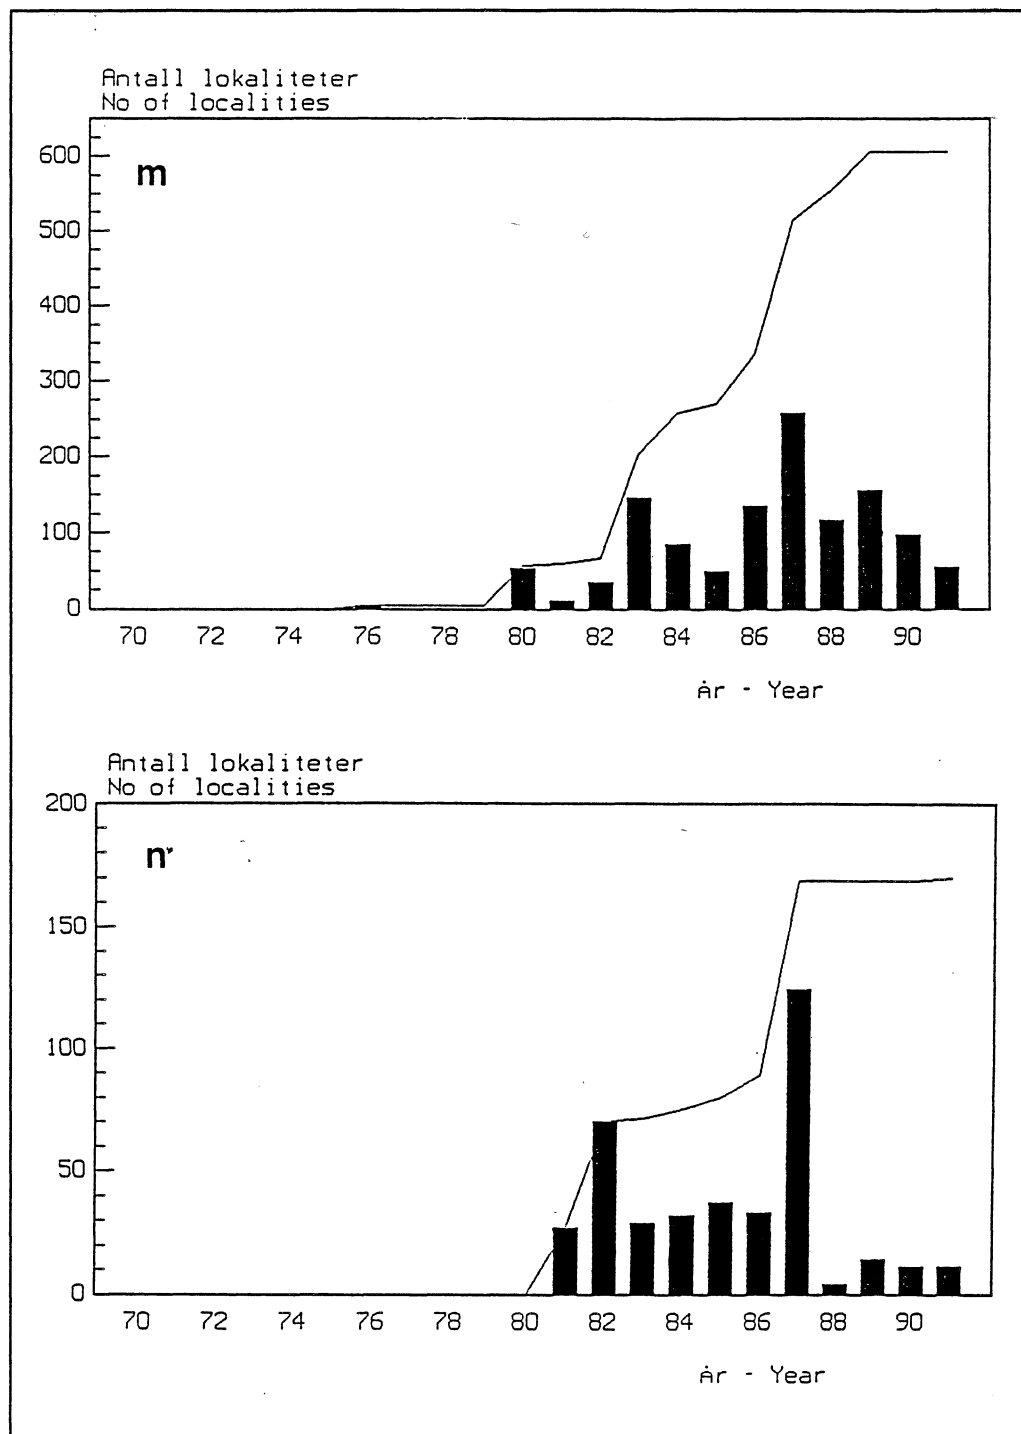 Antall lokaliteter
No of localities
600
m
500
400
300
200
100
0
70 72 74 76 78 80 82 84 86 88 90
År - Year
Antall lokaliteter
No of localities
200
n
150
100
50
0
70 72 74 76 78 80 82 84 86 88 90
År - Year